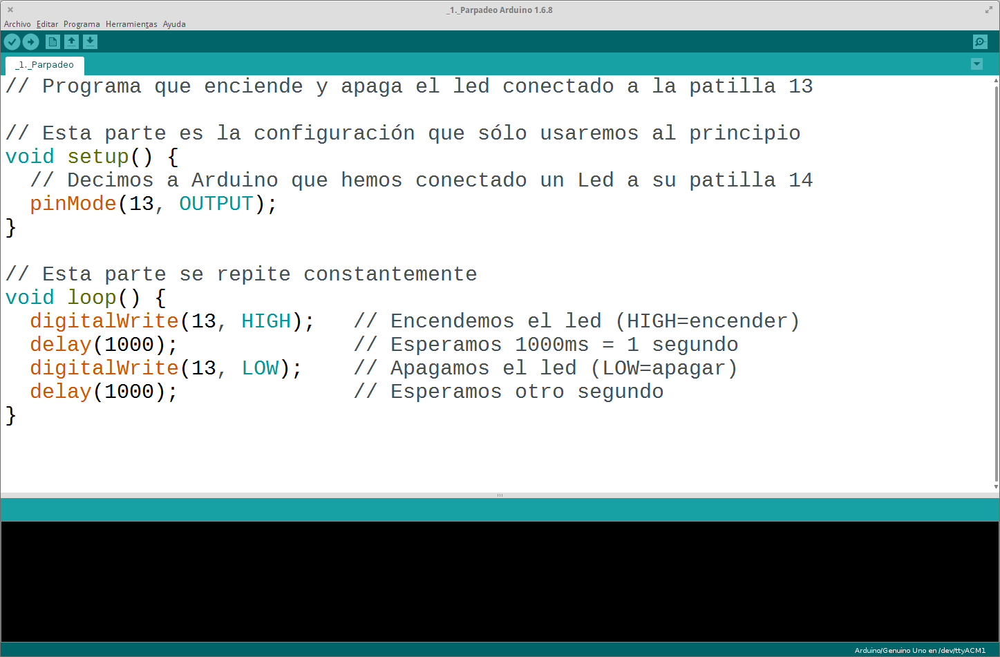 _1._Parpadeo Arduino 1.6.8
Archivo Editar Programa Herramientas Ayuda
_1._Parpadeo
// Programa que enciende y apaga el led conectado a la patilla 13
// Esta parte es la configuración que sólo usaremos al principio
void setup() {
  // Decimos a Arduino que hemos conectado un Led a su patilla 14
  pinMode(13, OUTPUT);
}
// Esta parte se repite constantemente
void loop() {
  digitalWrite(13, HIGH);   // Encendemos el led (HIGH=encender)
  delay(1000);              // Esperamos 1000ms = 1 segundo
  digitalWrite(13, LOW);    // Apagamos el led (LOW=apagar)
  delay(1000);              // Esperamos otro segundo
}
Arduino/Genuino Uno en /dev/ttyACM1